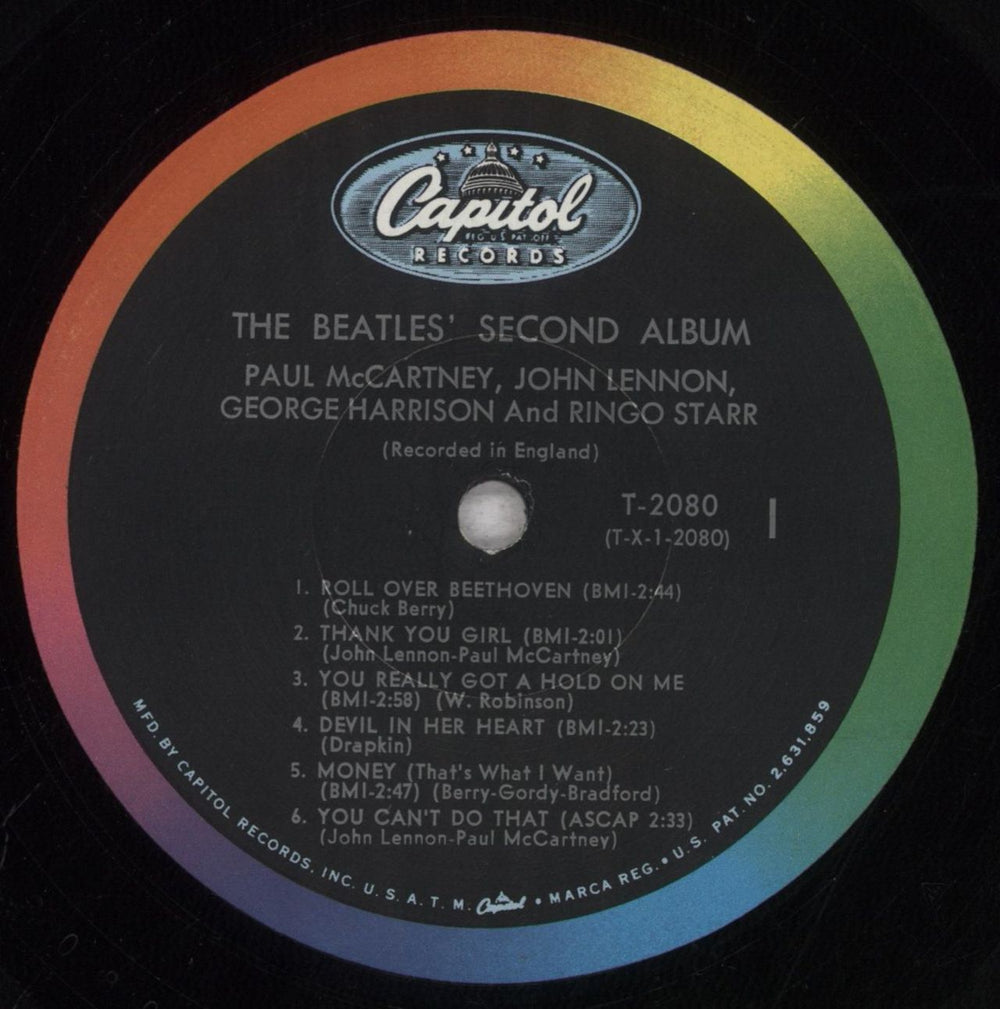 Capitol
REG. U.S. PAT. OFF.
RECORDS
THE BEATLES' SECOND ALBUM
PAUL McCARTNEY, JOHN LENNON,
GEORGE HARRISON And RINGO STARR
(Recorded in England)
T-2080
(T-X-1-2080)
1
1. ROLL OVER BEETHOVEN (BMI-2:44)
(Chuck Berry)
2. THANK YOU GIRL (BMI-2:01)
(John Lennon-Paul McCartney)
3. YOU REALLY GOT A HOLD ON ME
(BMI-2:58) (W. Robinson)
4. DEVIL IN HER HEART (BMI-2:23)
(Drapkin)
5. MONEY (That's What I Want)
(BMI-2:47) (Berry-Gordy-Bradford)
6. YOU CAN'T DO THAT (ASCAP 2:33)
(John Lennon-Paul McCartney)
MFD. BY CAPITOL RECORDS, INC. U. S. A. T. M. Capitol • MARCA REG. • U.S. PAT. NO. 2,631,859